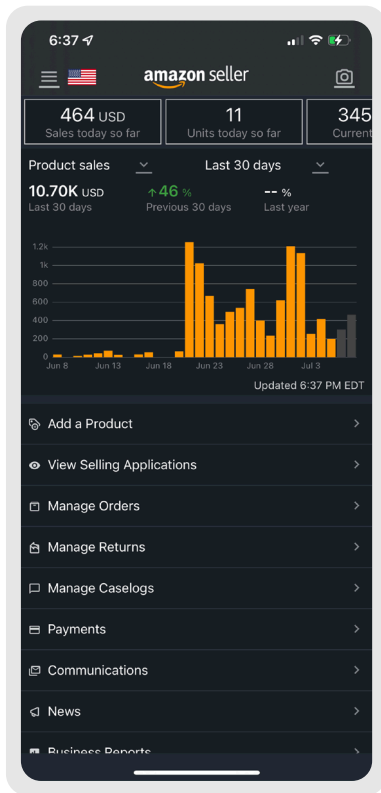 6:37
amazon seller
464 USD
Sales today so far
11
Units today so far
345
Current
Product sales
Last 30 days
10.70K USD
Last 30 days
↑46 %
Previous 30 days
-- %
Last year
1.2k
1k
800
600
400
200
0
Jun 8 Jun 13 Jun 18 Jun 23 Jun 28 Jul 3
Updated 6:37 PM EDT
Add a Product
View Selling Applications
Manage Orders
Manage Returns
Manage Caselogs
Payments
Communications
News
Business Reports